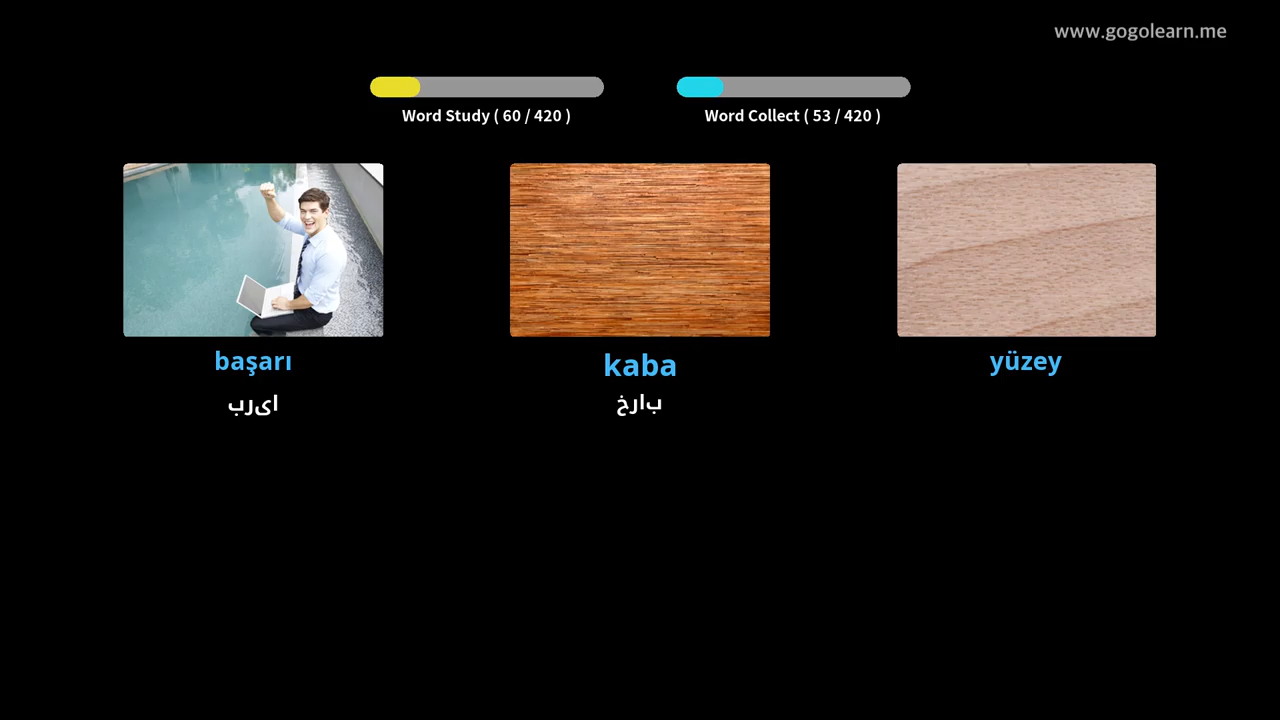 www.gogolearn.me
Word Study ( 60 / 420 )
Word Collect ( 53 / 420 )
başarı
kaba
yüzey
ایرب
بارخ